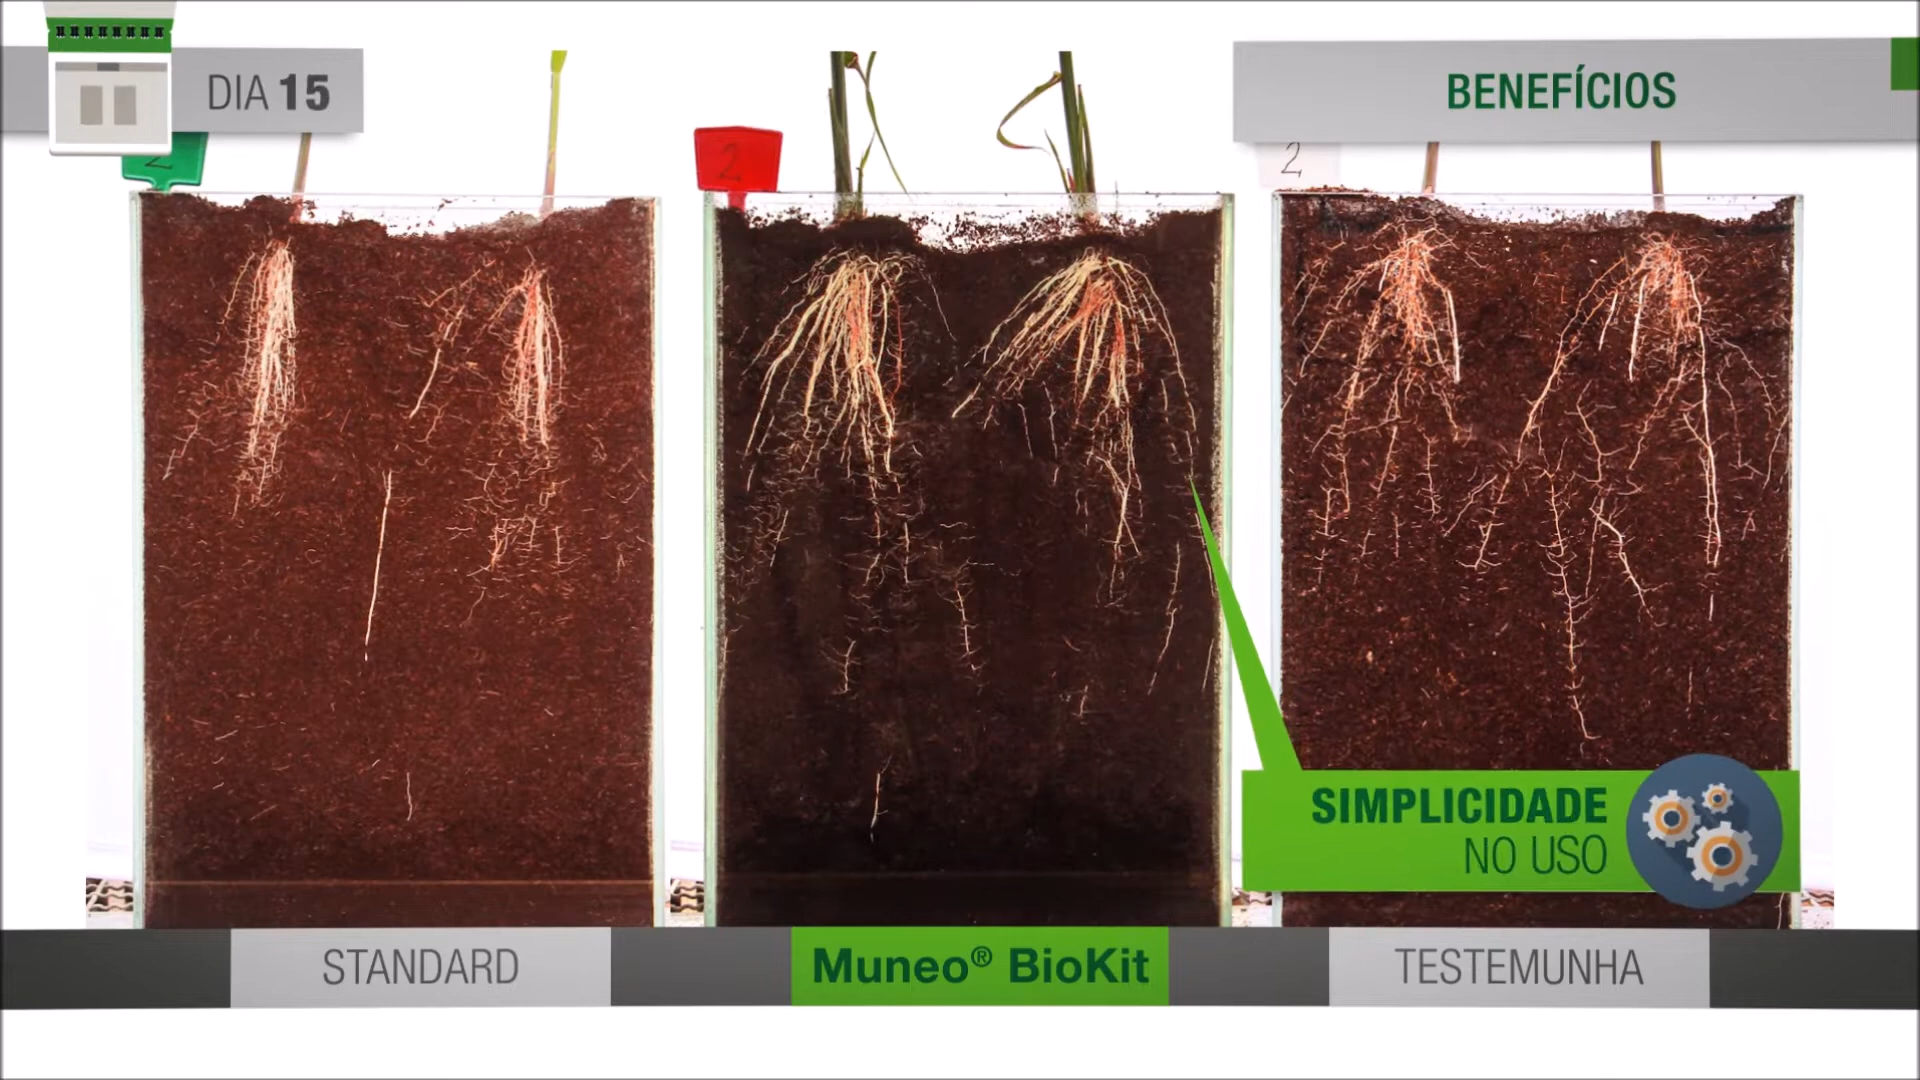 DIA 15
BENEFÍCIOS
2
2
2
SIMPLICIDADE
NO USO
STANDARD
Muneo® BioKit
TESTEMUNHA